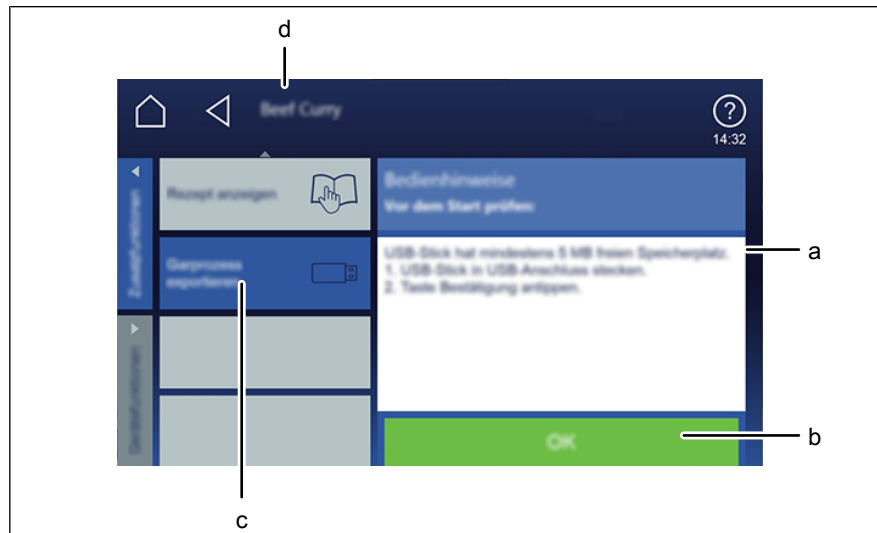 d
Beef Curry
?
14:32
Zusatzfunktionen
Rezept anzeigen
Bedienhinweise
Vor dem Start prüfen:
a
USB-Stick hat mindestens 5 MB freien Speicherplatz.
1. USB-Stick in USB-Anschluss stecken.
2. Taste Bestätigung antippen.
Garprozess
exportieren
Gerätefunktionen
OK
b
c